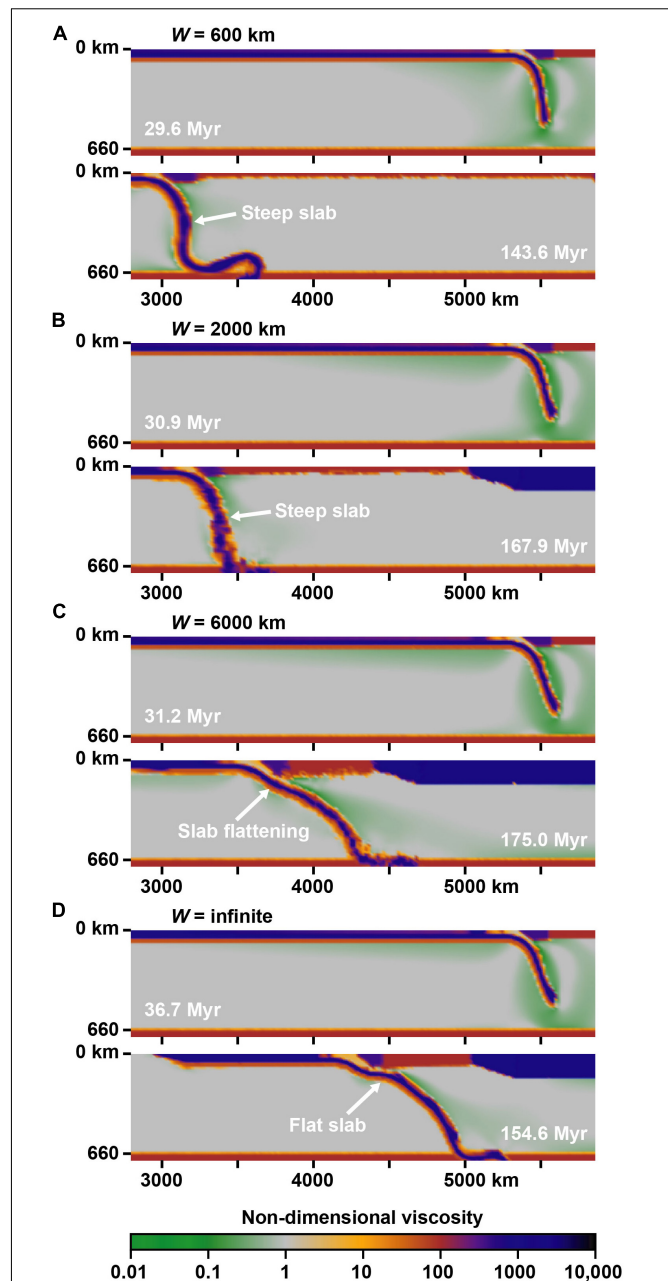 A
W = 600 km
0 km
29.6 Myr
660
0 km
Steep slab
143.6 Myr
660
3000 4000 5000 km
B
W = 2000 km
0 km
30.9 Myr
660
0 km
Steep slab
167.9 Myr
660
3000 4000 5000 km
C
W = 6000 km
0 km
31.2 Myr
660
0 km
Slab flattening
175.0 Myr
660
3000 4000 5000 km
D
W = infinite
0 km
36.7 Myr
660
0 km
Flat slab
154.6 Myr
660
3000 4000 5000 km
Non-dimensional viscosity
0.01 0.1 1 10 100 1000 10,000